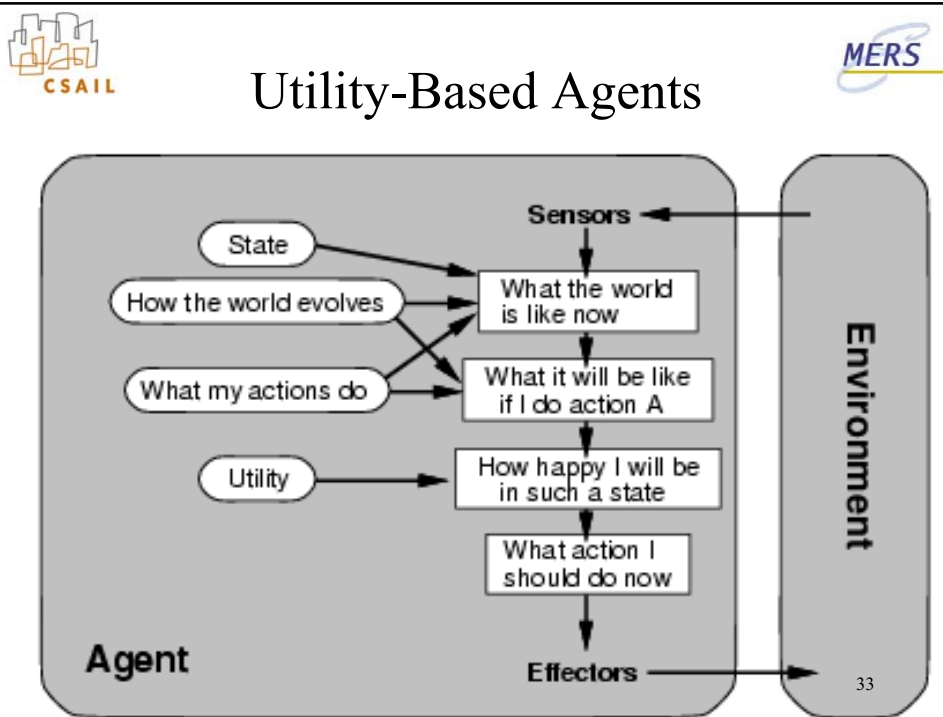 CSAIL
MERS
Utility-Based Agents
Sensors
State
What the world
is like now
How the world evolves
What it will be like
if I do action A
What my actions do
How happy I will be
in such a state
Utility
What action I
should do now
Environment
Agent
Effectors
33